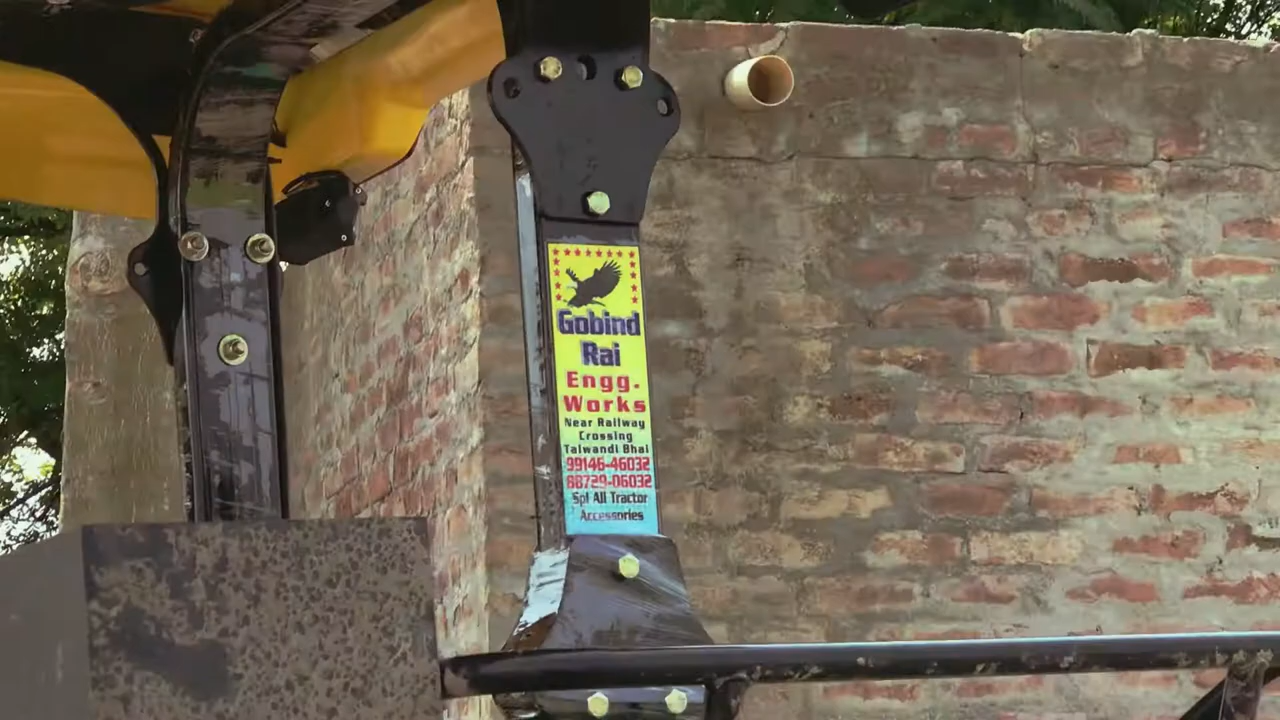 Gobind
Rai
Engg.
Works
Near Railway
Crossing
Talwandi Bhai
99146-46032
88729-06032
Spl All Tractor
Accessories